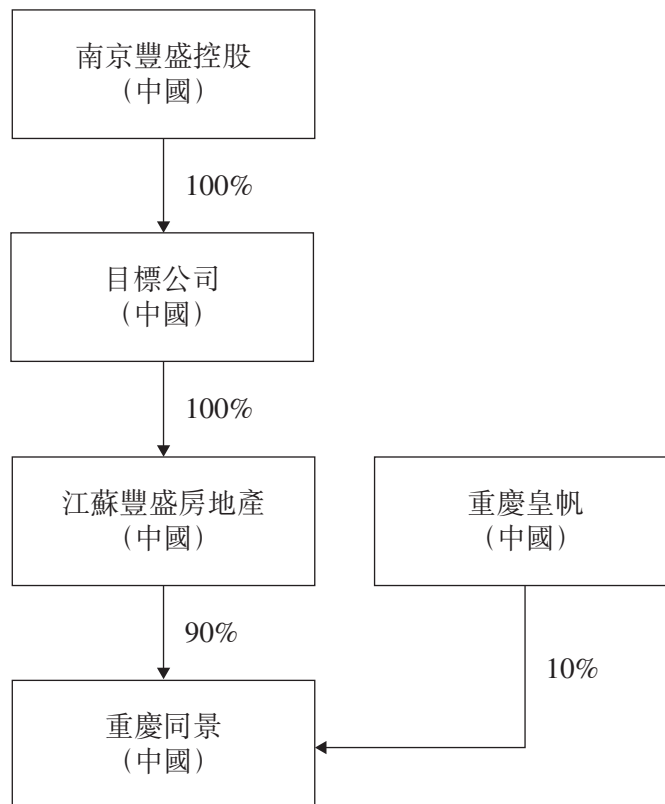 南京豐盛控股
（中國）
100%
目標公司
（中國）
100%
江蘇豐盛房地產
（中國）
重慶皇帆
（中國）
90%
10%
重慶同景
（中國）